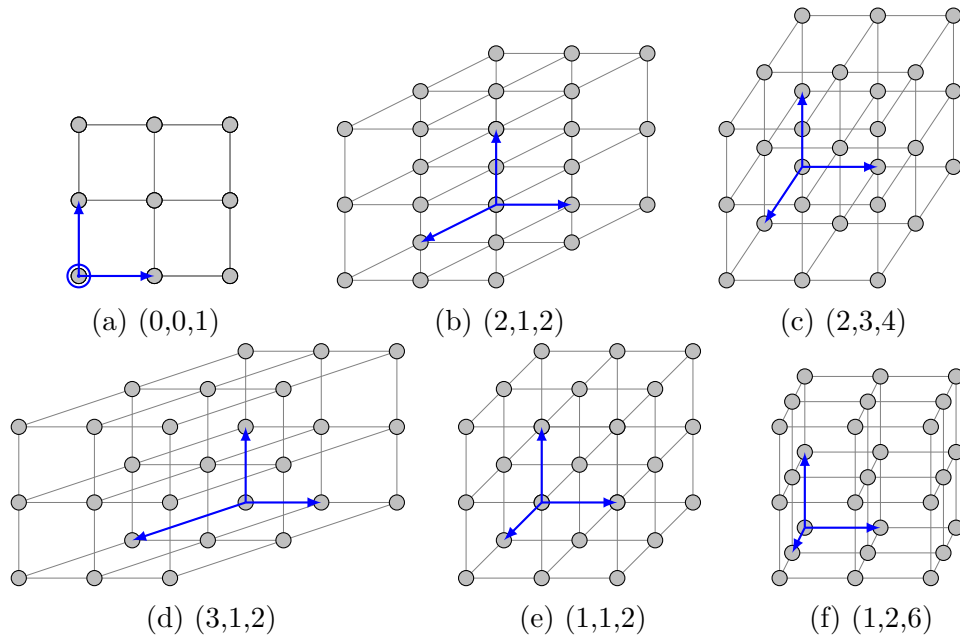 (a) (0,0,1)
(b) (2,1,2)
(c) (2,3,4)
(d) (3,1,2)
(e) (1,1,2)
(f) (1,2,6)